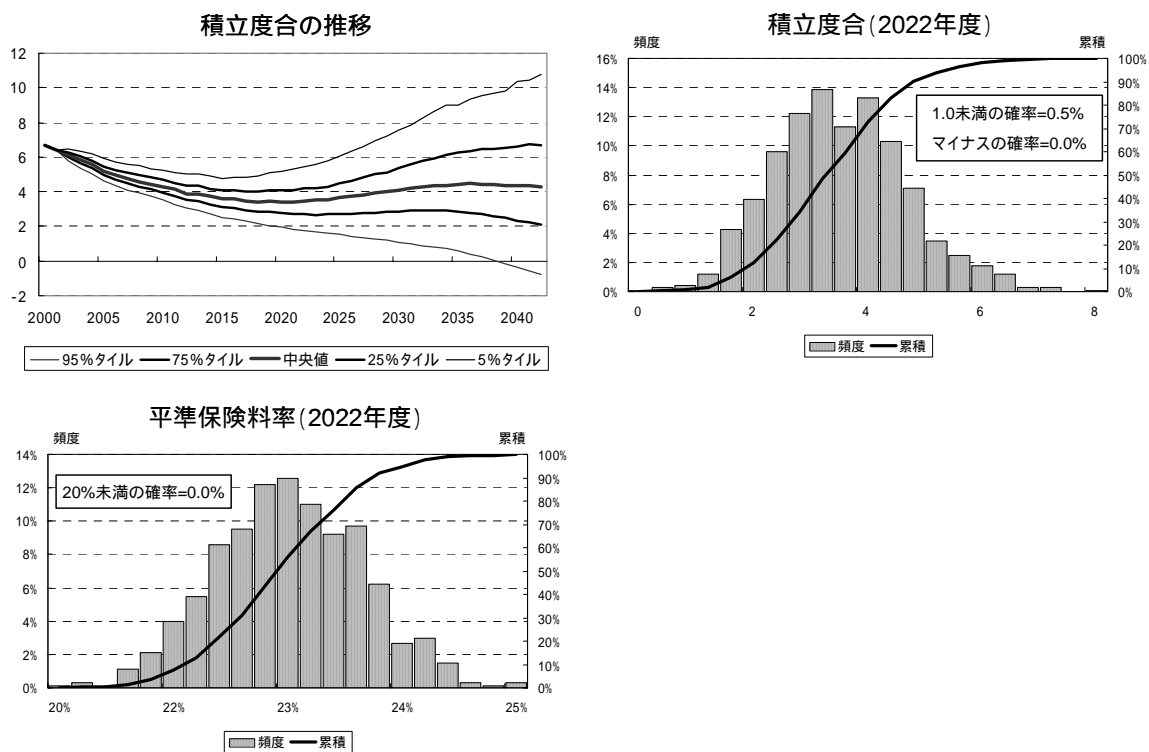 積立度合の推移
12
10
8
6
4
2
0
-2
2000 2005 2010 2015 2020 2025 2030 2035 2040
95%タイル 75%タイル 中央値 25%タイル 5%タイル
積立度合(2022年度)
頻度 累積
16% 100%
14% 90%
12% 80%
10% 70%
8% 60%
6% 50%
4% 40%
2% 30%
0% 20%
10%
0%
1.0未満の確率=0.5%
マイナスの確率=0.0%
0 2 4 6 8
頻度 累積
平準保険料率(2022年度)
頻度 累積
14% 100%
12% 90%
10% 80%
8% 70%
6% 60%
4% 50%
2% 40%
0% 30%
20%
10%
0%
20%未満の確率=0.0%
20% 22% 23% 24% 25%
頻度 累積